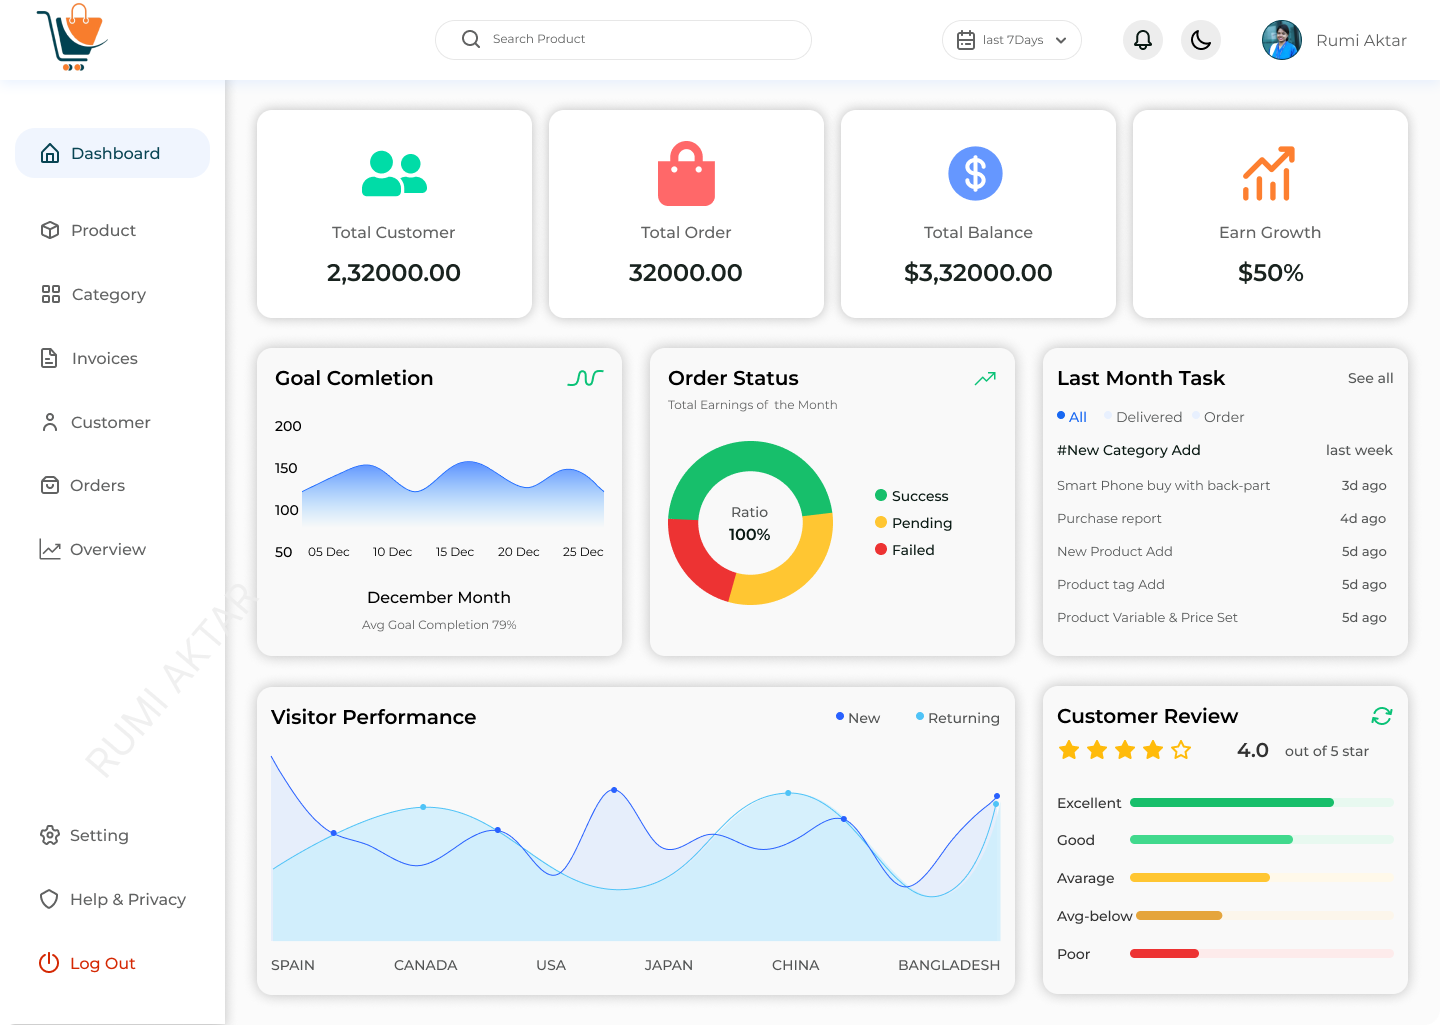 Search Product
last 7Days
Rumi Aktar
Dashboard
Product
Category
Invoices
Customer
Orders
Overview
RUMI AKTAR
Setting
Help & Privacy
Log Out
Total Customer
2,32000.00
Total Order
32000.00
Total Balance
$3,32000.00
Earn Growth
$50%
Goal Comletion
200
150
100
50
05 Dec 10 Dec 15 Dec 20 Dec 25 Dec
December Month
Avg Goal Completion 79%
Order Status
Total Earnings of the Month
Ratio
100%
Success
Pending
Failed
Last Month Task
See all
All Delivered Order
#New Category Add last week
Smart Phone buy with back-part 3d ago
Purchase report 4d ago
New Product Add 5d ago
Product tag Add 5d ago
Product Variable & Price Set 5d ago
Visitor Performance
New Returning
SPAIN CANADA USA JAPAN CHINA BANGLADESH
Customer Review
4.0 out of 5 star
Excellent
Good
Avarage
Avg-below
Poor